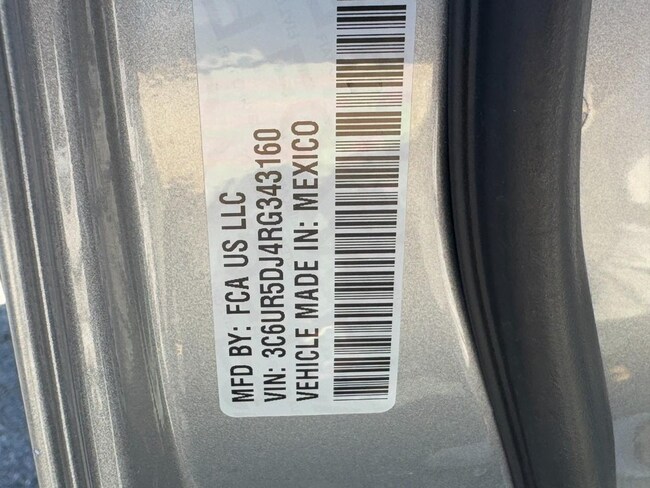 MFD BY: FCA US LLC
VIN: 3C6UR5DJ4RG343160
VEHICLE MADE IN: MEXICO